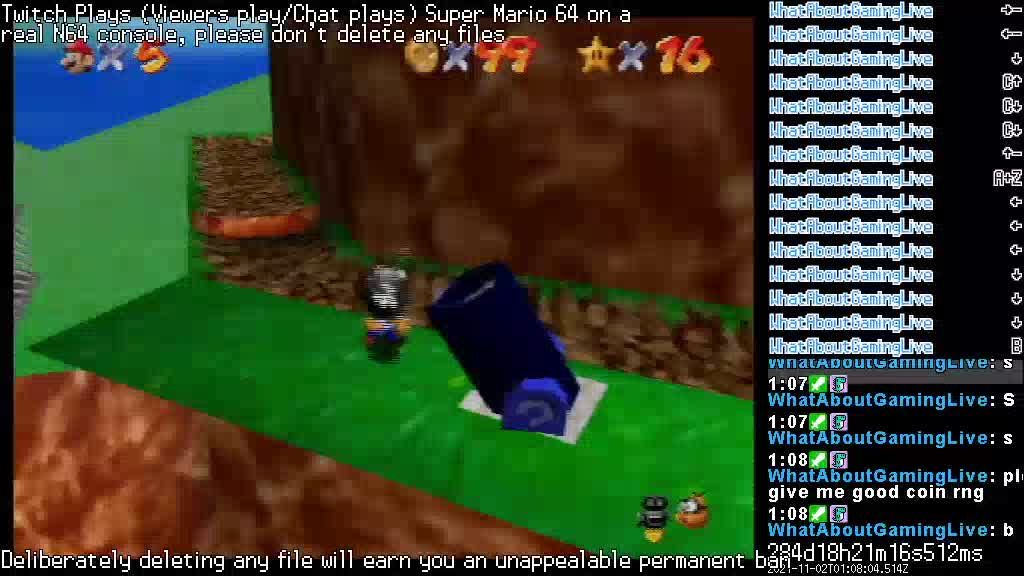 Twitch Plays (Viewers play/Chat plays) Super Mario 64 on a
real N64 console, please don't delete any files
5 99 16
WhatAboutGamingLive
WhatAboutGamingLive
WhatAboutGamingLive
WhatAboutGamingLive C↑
WhatAboutGamingLive C↓
WhatAboutGamingLive C↓
WhatAboutGamingLive
WhatAboutGamingLive A+Z
WhatAboutGamingLive ←
WhatAboutGamingLive ←
WhatAboutGamingLive ←
WhatAboutGamingLive ↓
WhatAboutGamingLive ↓
WhatAboutGamingLive ↓
WhatAboutGamingLive B
WhatAboutGamingLive: s
1:07
WhatAboutGamingLive: S
1:07
WhatAboutGamingLive: s
1:08
WhatAboutGamingLive:
give me good coin rng
1:08
WhatAboutGamingLive: b
Deliberately deleting any file will earn you an unappealable permanent ban
284d18h21m16s512ms
2021-11-02T01:08:04.514Z